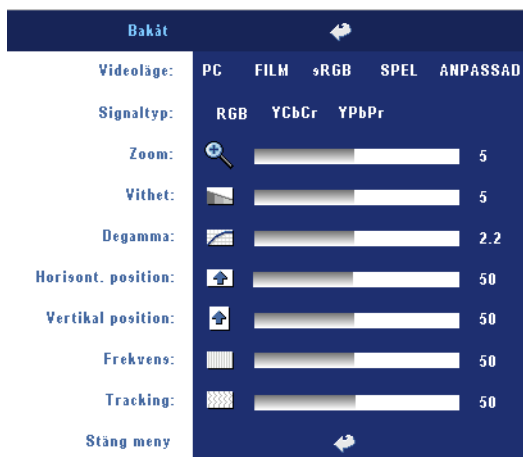 Bakåt
Videoläge: PC FILM sRGB SPEL ANPASSAD
Signaltyp: RGB YCbCr YPbPr
Zoom: 5
Vithet: 5
Degamma: 2.2
Horisont. position: 50
Vertikal position: 50
Frekvens: 50
Tracking: 50
Stäng meny